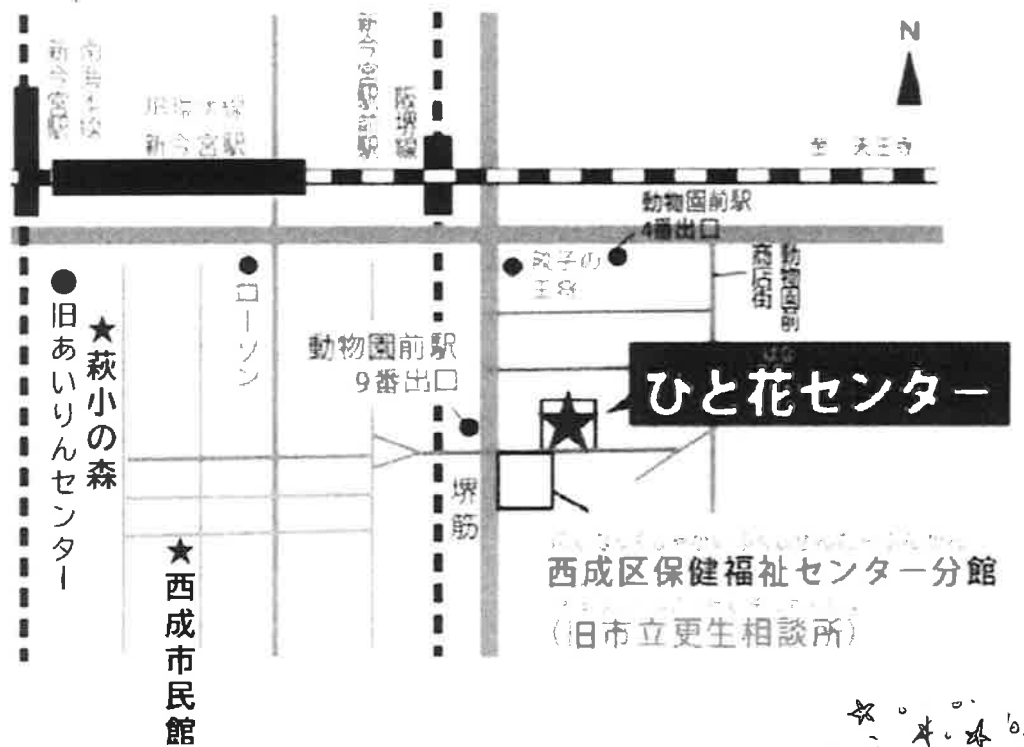 N
南海本線
新今宮駅
JR環状線
新今宮駅
新今宮駅前駅
阪堺線
至 天王寺
動物園前駅
4番出口
餃子の
王将
動物園前
商店街
ローソン
旧あいりんセンター
★萩小の森
動物園前駅
9番出口
ひと花センター
堺筋
★西成市民館
西成区保健福祉センター分館
(旧市立更生相談所)